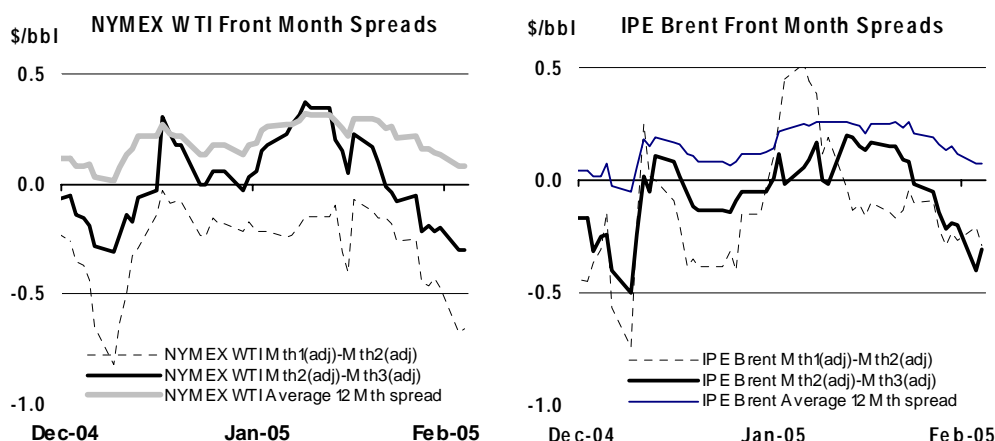 NYMEX WTI Front Month Spreads
$/bbl
0.5
0.0
-0.5
-1.0
NYMEX WTI Mth1(adj)-Mth2(adj)
NYMEX WTI Mth2(adj)-Mth3(adj)
NYMEX WTI Average 12 Mth spread
Dec-04 Jan-05 Feb-05
IPE Brent Front Month Spreads
$/bbl
0.5
0.0
-0.5
-1.0
IPE Brent Mth1(adj)-Mth2(adj)
IPE Brent Mth2(adj)-Mth3(adj)
IPE Brent Average 12 Mth spread
Dec-04 Jan-05 Feb-05